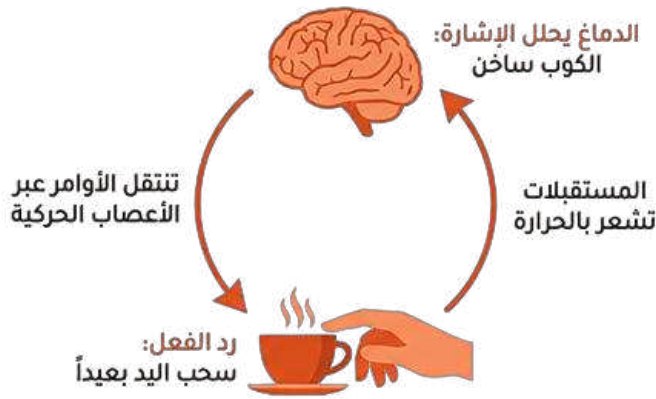 الدماغ يحلل الإشارة:
الكوب ساخن
المستقبلات
تشعر بالحرارة
تنتقل الأوامر عبر
الأعصاب الحركية
رد الفعل:
سحب اليد بعيداً